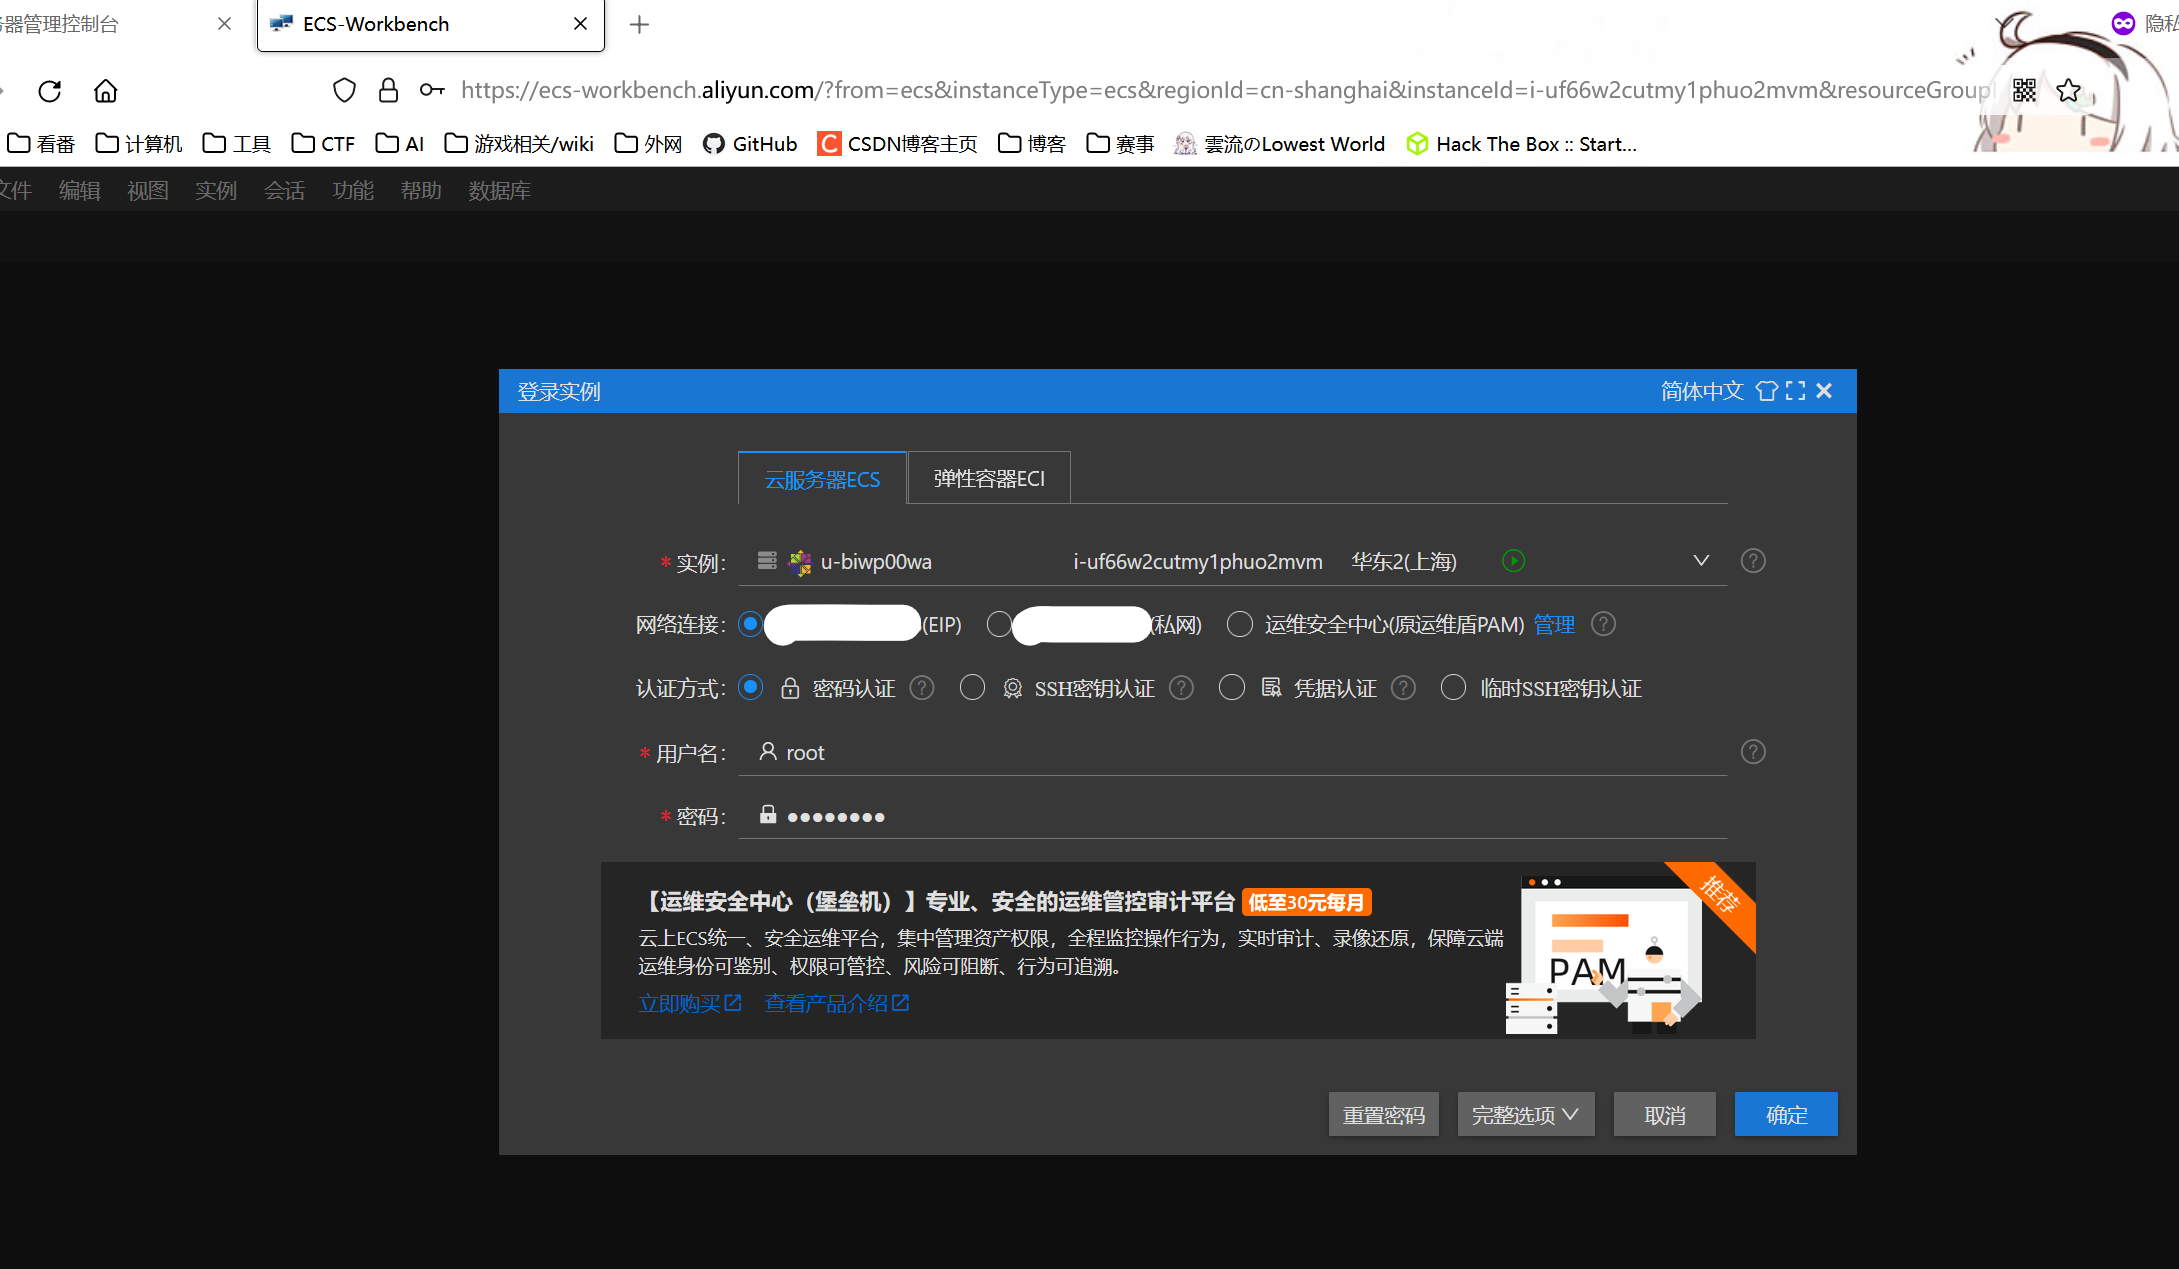 务器管理控制台
ECS-Workbench
隐私
https://ecs-workbench.aliyun.com/?from=ecs&instanceType=ecs&regionId=cn-shanghai&instanceId=i-uf66w2cutmy1phuo2mvm&resourceGroupI
看番 计算机 工具 CTF AI 游戏相关/wiki 外网 GitHub C CSDN博客主页 博客 赛事 雲流のLowest World Hack The Box :: Start...
文件 编辑 视图 实例 会话 功能 帮助 数据库
登录实例 简体中文
云服务器ECS 弹性容器ECI
* 实例: u-biwp00wa i-uf66w2cutmy1phuo2mvm 华东2(上海) ?
网络连接: (EIP) (私网) 运维安全中心(原运维盾PAM) 管理 ?
认证方式: 密码认证 ? SSH密钥认证 ? 凭据认证 ? 临时SSH密钥认证
* 用户名: root ?
* 密码: ●●●●●●●●
【运维安全中心（堡垒机）】专业、安全的运维管控审计平台 低至30元每月
推荐
云上ECS统一、安全运维平台，集中管理资产权限，全程监控操作行为，实时审计、录像还原，保障云端
运维身份可鉴别、权限可管控、风险可阻断、行为可追溯。
PAM
立即购买 查看产品介绍
重置密码 完整选项 取消 确定